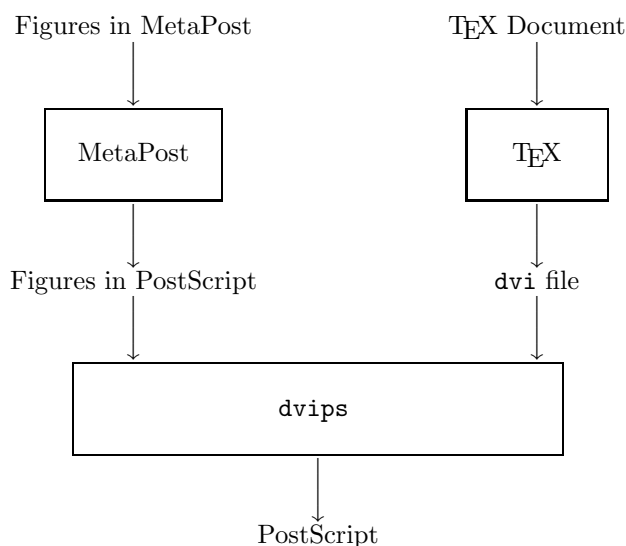 Figures in MetaPost
TEX Document
MetaPost
TEX
Figures in PostScript
dvi file
dvips
PostScript